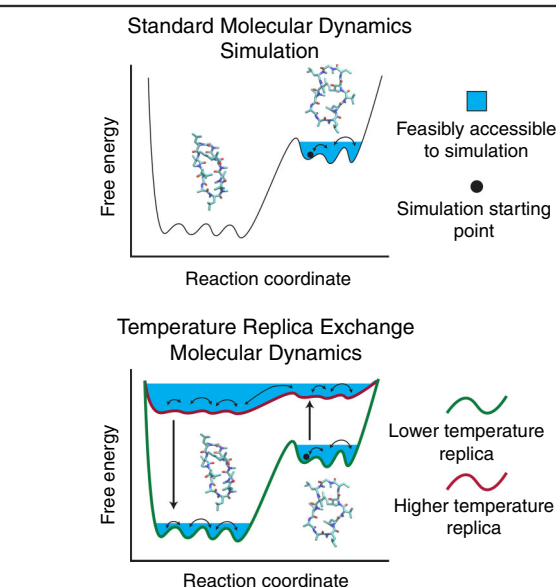 Standard Molecular Dynamics
Simulation
Free energy
Reaction coordinate
Feasibly accessible
to simulation
Simulation starting
point
Temperature Replica Exchange
Molecular Dynamics
Free energy
Reaction coordinate
Lower temperature
replica
Higher temperature
replica